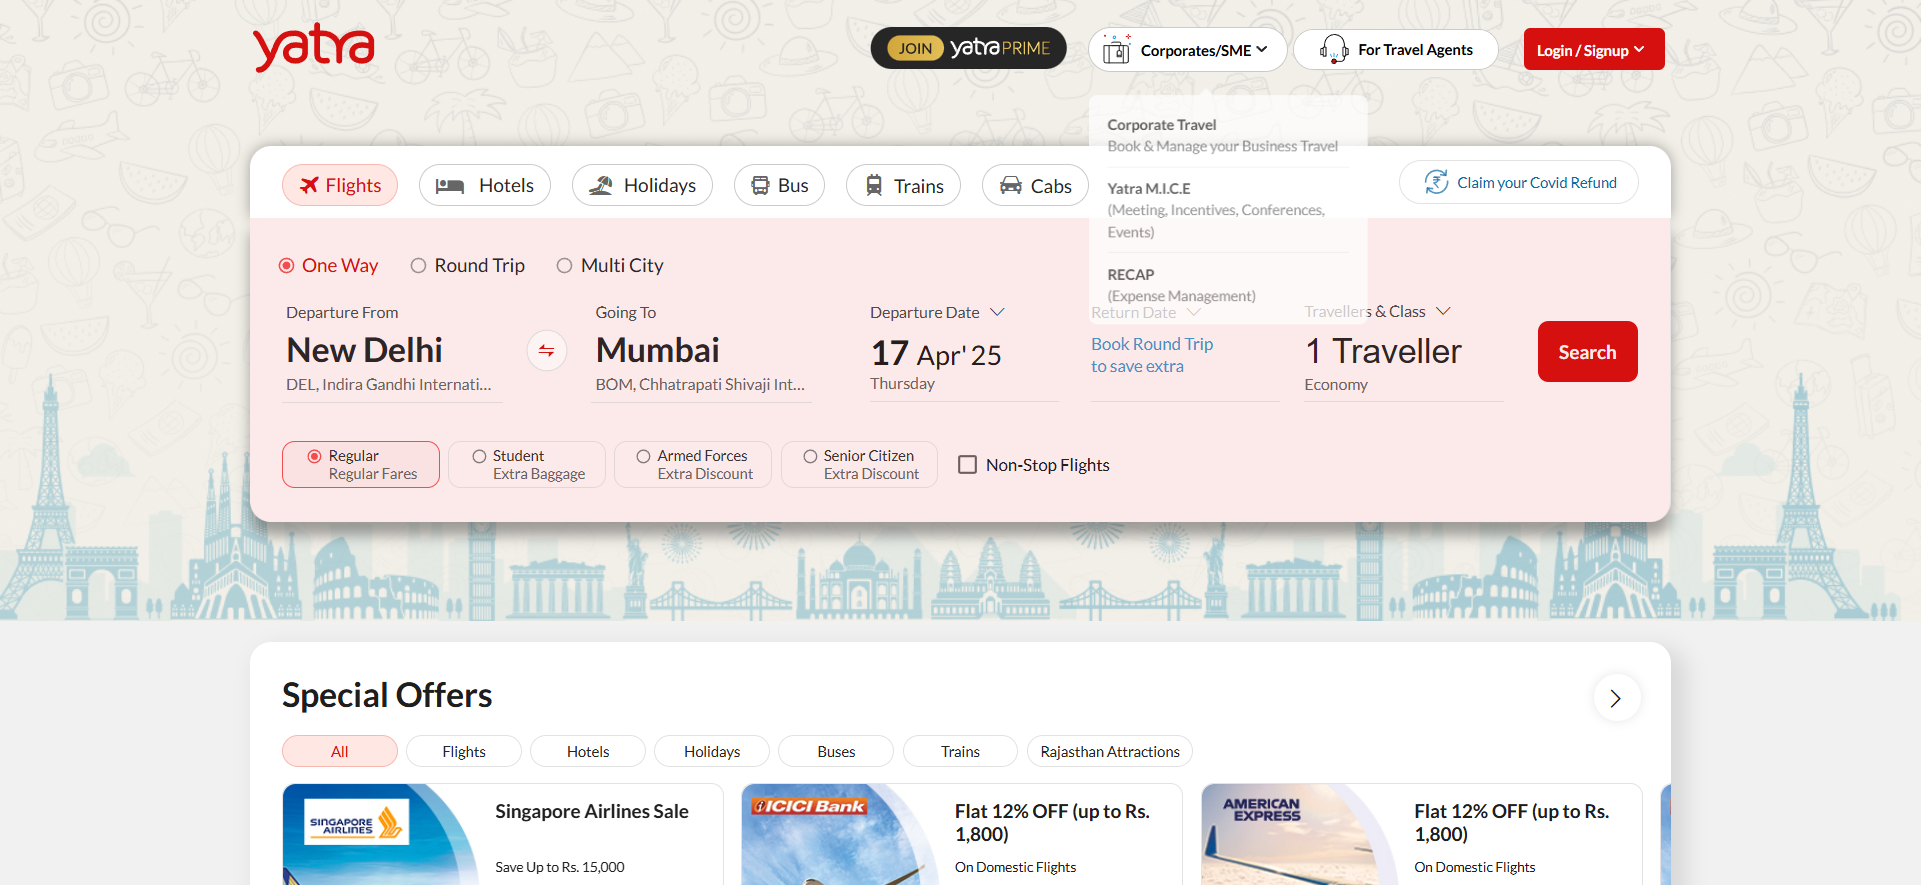 yatra
JOIN yatra PRIME
Corporates/SME
For Travel Agents
Login / Signup
Corporate Travel
Book & Manage your Business Travel
Yatra M.I.C.E
(Meeting, Incentives, Conferences,
Events)
RECAP
(Expense Management)
Flights
Hotels
Holidays
Bus
Trains
Cabs
Claim your Covid Refund
One Way
Round Trip
Multi City
Departure From
New Delhi
DEL, Indira Gandhi Internati...
Going To
Mumbai
BOM, Chhatrapati Shivaji Int...
Departure Date
17 Apr' 25
Thursday
Return Date
Book Round Trip
to save extra
Travellers & Class
1 Traveller
Economy
Search
Regular
Regular Fares
Student
Extra Baggage
Armed Forces
Extra Discount
Senior Citizen
Extra Discount
Non-Stop Flights
Special Offers
All
Flights
Hotels
Holidays
Buses
Trains
Rajasthan Attractions
SINGAPORE
AIRLINES
Singapore Airlines Sale
Save Up to Rs. 15,000
ICICI Bank
Flat 12% OFF (up to Rs.
1,800)
On Domestic Flights
AMERICAN
EXPRESS
Flat 12% OFF (up to Rs.
1,800)
On Domestic Flights